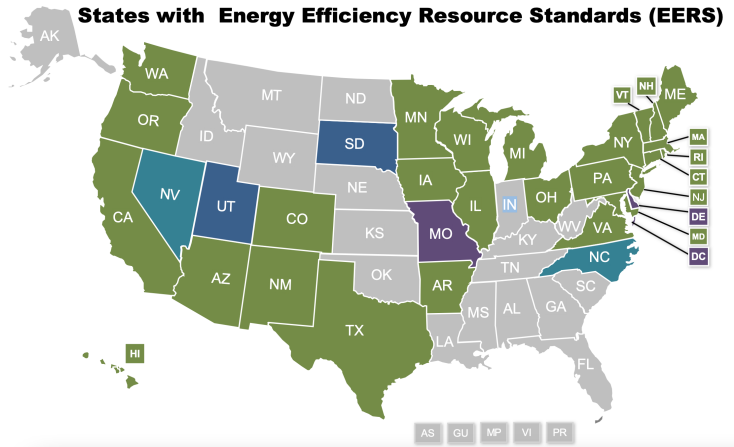 States with Energy Efficiency Resource Standards (EERS)
AK
WA
MT
ND
MN
VT
NH
ME
OR
ID
SD
WI
MI
NY
MA
RI
CT
WY
NV
UT
NE
IA
PA
NJ
CA
CO
KS
MO
IL
IN
OH
WV
VA
DE
MD
DC
KY
NC
AZ
NM
OK
AR
TN
SC
TX
LA
MS
AL
GA
HI
FL
AS
GU
MP
VI
PR